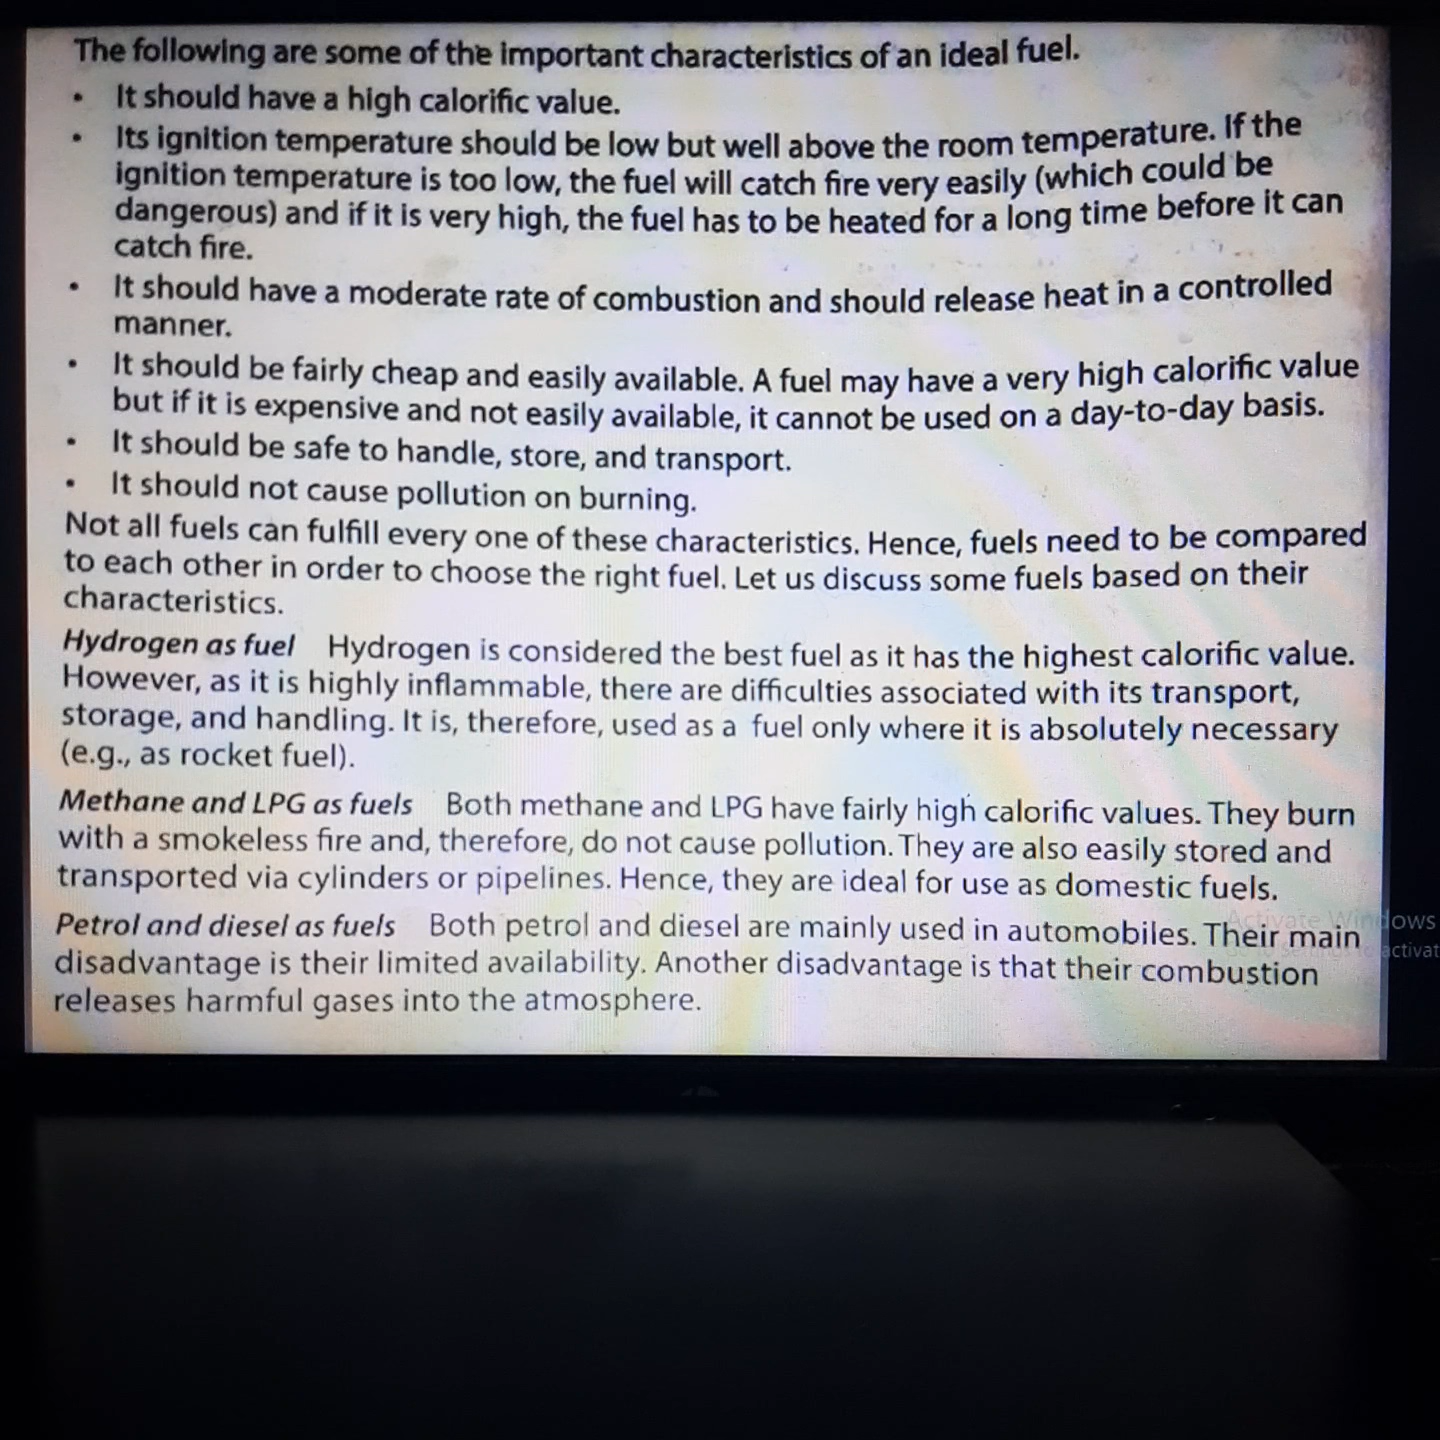 The following are some of the important characteristics of an ideal fuel.
• It should have a high calorific value.
• Its ignition temperature should be low but well above the room temperature. If the
ignition temperature is too low, the fuel will catch fire very easily (which could be
dangerous) and if it is very high, the fuel has to be heated for a long time before it can
catch fire.
• It should have a moderate rate of combustion and should release heat in a controlled
manner.
• It should be fairly cheap and easily available. A fuel may have a very high calorific value
but if it is expensive and not easily available, it cannot be used on a day-to-day basis.
• It should be safe to handle, store, and transport.
• It should not cause pollution on burning.
Not all fuels can fulfill every one of these characteristics. Hence, fuels need to be compared
to each other in order to choose the right fuel. Let us discuss some fuels based on their
characteristics.
Hydrogen as fuel Hydrogen is considered the best fuel as it has the highest calorific value.
However, as it is highly inflammable, there are difficulties associated with its transport,
storage, and handling. It is, therefore, used as a fuel only where it is absolutely necessary
(e.g., as rocket fuel).
Methane and LPG as fuels Both methane and LPG have fairly high calorific values. They burn
with a smokeless fire and, therefore, do not cause pollution. They are also easily stored and
transported via cylinders or pipelines. Hence, they are ideal for use as domestic fuels.
Petrol and diesel as fuels Both petrol and diesel are mainly used in automobiles. Their main
disadvantage is their limited availability. Another disadvantage is that their combustion
releases harmful gases into the atmosphere.
Activate Windows